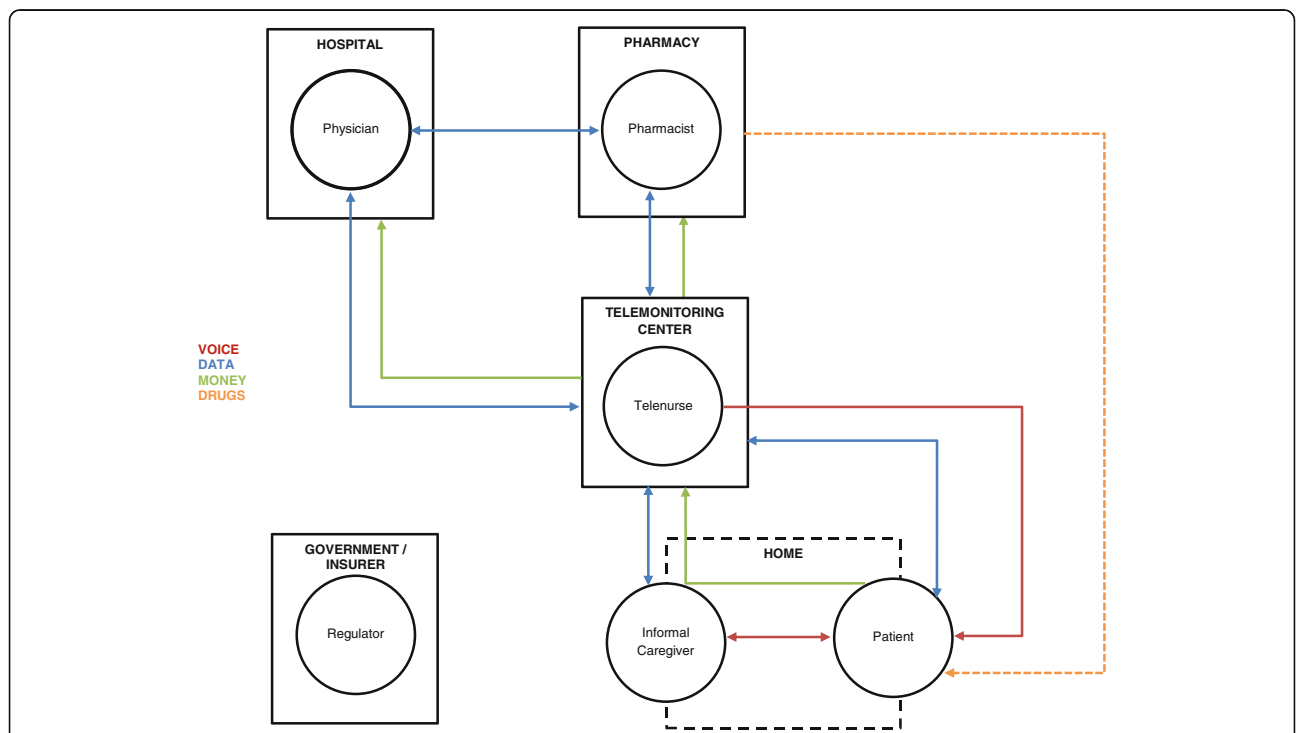 HOSPITAL
Physician
PHARMACY
Pharmacist
TELEMONITORING
CENTER
Telenurse
VOICE
DATA
MONEY
DRUGS
GOVERNMENT /
INSURER
Regulator
HOME
Informal
Caregiver
Patient